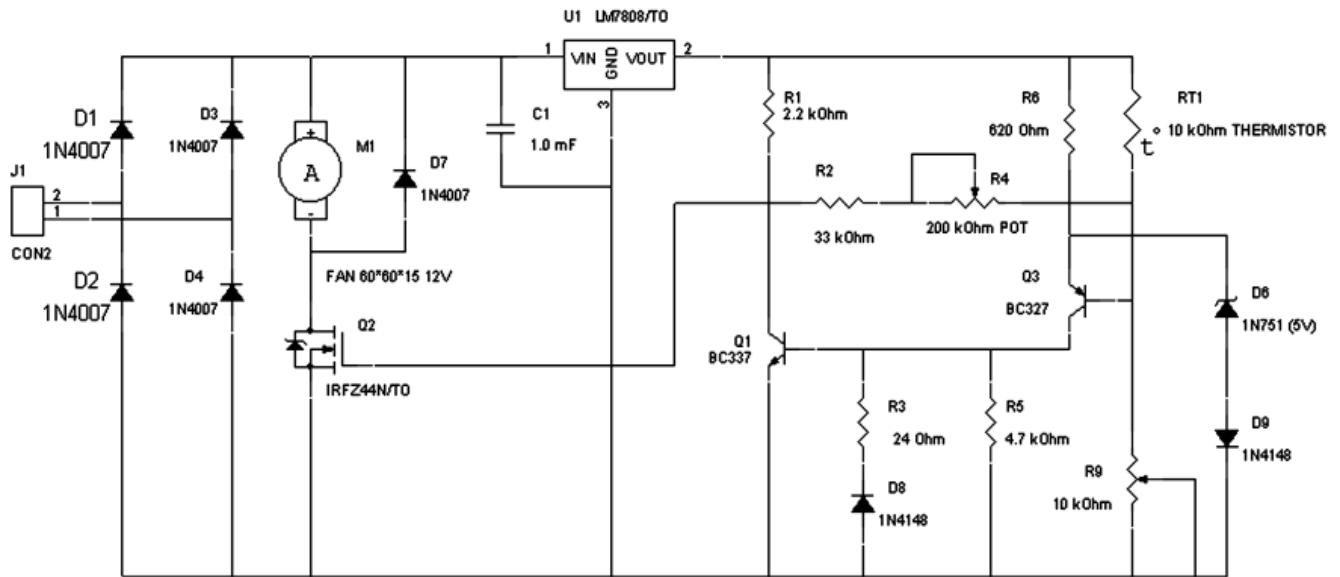 U1 LM7808/TO
1
VIN
GND
VOUT
2
3
D1
1N4007
D3
1N4007
J1
2
1
CON2
D2
1N4007
D4
1N4007
+
A
-
M1
D7
1N4007
FAN 60*60*15 12V
Q2
IRFZ44N/TO
C1
1.0 mF
R1
2.2 kOhm
R2
33 kOhm
R4
200 kOhm POT
R6
620 Ohm
RT1
10 kOhm THERMISTOR
t°
Q3
BC327
Q1
BC337
D6
1N751 (5V)
R3
24 Ohm
R5
4.7 kOhm
D8
1N4148
R9
10 kOhm
D9
1N4148